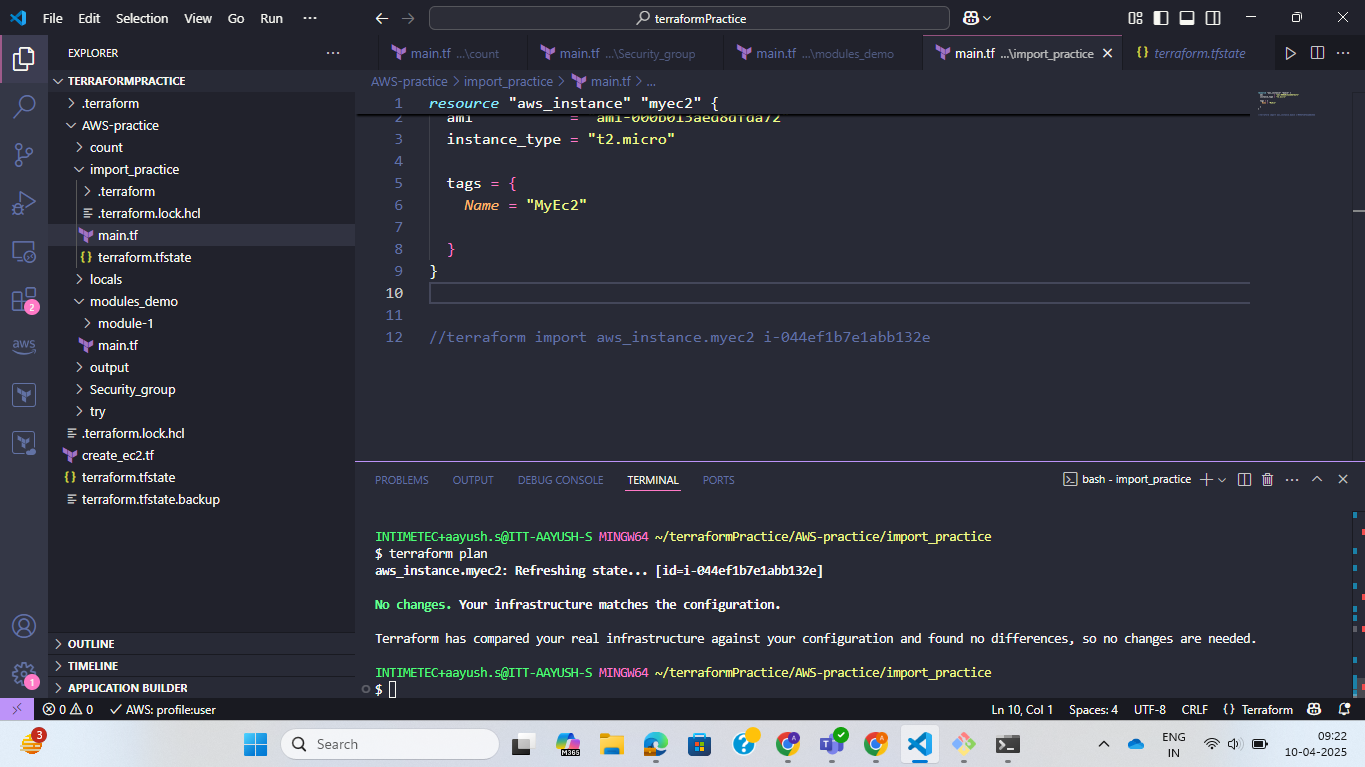 File Edit Selection View Go Run ···
terraformPractice
EXPLORER
TERRAFORMPRACTICE
.terraform
AWS-practice
count
import_practice
.terraform
.terraform.lock.hcl
main.tf
terraform.tfstate
locals
modules_demo
module-1
main.tf
output
Security_group
try
.terraform.lock.hcl
create_ec2.tf
terraform.tfstate
terraform.tfstate.backup
OUTLINE
TIMELINE
APPLICATION BUILDER
2
aws
1
main.tf ...\count
main.tf ...\Security_group
main.tf ...\modules_demo
main.tf ...\import_practice
terraform.tfstate
AWS-practice > import_practice > main.tf > ...
1 resource "aws_instance" "myec2" {
2 ami = "ami-000b013aed8dfda72"
3 instance_type = "t2.micro"
4
5 tags = {
6 Name = "MyEc2"
7
8 }
9 }
10
11
12 //terraform import aws_instance.myec2 i-044ef1b7e1abb132e
PROBLEMS OUTPUT DEBUG CONSOLE TERMINAL PORTS
bash - import_practice
INTIMETEC+aayush.s@ITT-AAYUSH-S MINGW64 ~/terraformPractice/AWS-practice/import_practice
$ terraform plan
aws_instance.myec2: Refreshing state... [id=i-044ef1b7e1abb132e]
No changes. Your infrastructure matches the configuration.
Terraform has compared your real infrastructure against your configuration and found no differences, so no changes are needed.
INTIMETEC+aayush.s@ITT-AAYUSH-S MINGW64 ~/terraformPractice/AWS-practice/import_practice
$
0 0 AWS: profile:user
Ln 10, Col 1 Spaces: 4 UTF-8 CRLF {} Terraform
3
Search
M365
ENG
IN
09:22
10-04-2025